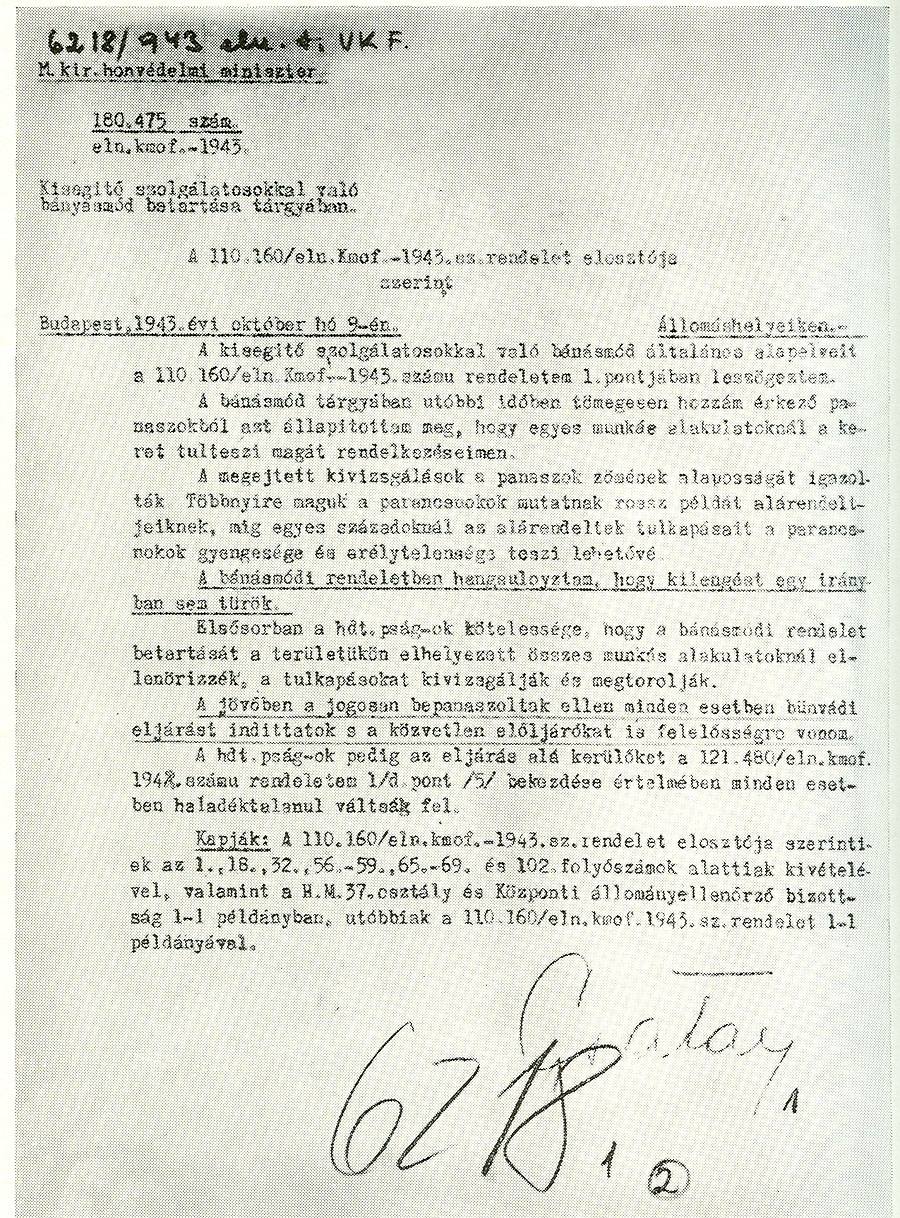 6218/943 eln. 1. VKF.
M.kir.honvédelmi miniszter.
180.475 szám.
eln.kmof.-1943.
Kisegitő szolgálatosokkal való
bányásmód betartása tárgyában.
A 110.160/eln.Kmof.-1943.sz.rendelet elosztója
szerint
Budapest,1943.évi október hó 9-én.
Állomáshelyeiken.-
A kisegitő szolgálatosokkal való bánásmód általános alapelveit
a 110.160/eln.Kmof.-1943.számu rendeletem 1.pontjában leszögeztem.
A bánásmód tárgyában utóbbi időben tömegesen hozzám érkező pa-
naszokból azt állapitottam meg, hogy egyes munkás alakulatoknál a ke-
ret tulteszi magát rendelkezéseimen.
A megejtett kivizsgálások a panaszok zömének alaposságát igazol-
ták. Többnyire maguk a parancsnokok mutatnak rossz példát alárendelt-
jeiknek, mig egyes századoknál az alárendeltek tulkapásait a parancs-
nokok gyengesége és erélytelensége teszi lehetővé.
A bánásmódi rendeletben hangsulyoztam, hogy kilengést egy irány-
ban sem türök.
Elsősorban a hdt.pság-ok kötelessége, hogy a bánásmódi rendelet
betartását a területükön elhelyezett összes munkás alakulatoknál el-
lenőrizzék, a tulkapásokat kivizsgálják és megtorolják.
A jövőben a jogosan bepanaszoltak ellen minden esetben bünvádi
eljárást indittatok s a közvetlen elöljárókat is felelősségre vonom.
A hdt.pság-ok pedig az eljárás alá kerülőket a 121.480/eln.kmof.
1942.számu rendeletem 1/d.pont /5/ bekezdése értelmében minden eset-
ben haladéktalanul váltsák fel.
Kapják: A 110.160/eln.kmof.-1943.sz.rendelet elosztója szerinti-
ek az 1.,18.,32.,56.-59.,65.-69. és 102.folyószámok alattiak kivételé-
vel, valamint a H.M.37.osztály és Központi állományellenőrző bizott-
ság 1-1 példányban, utóbbiak a 110.160/eln.kmof.1943.sz.rendelet 1-1
példányával.
Csatay
1
6218
1
2